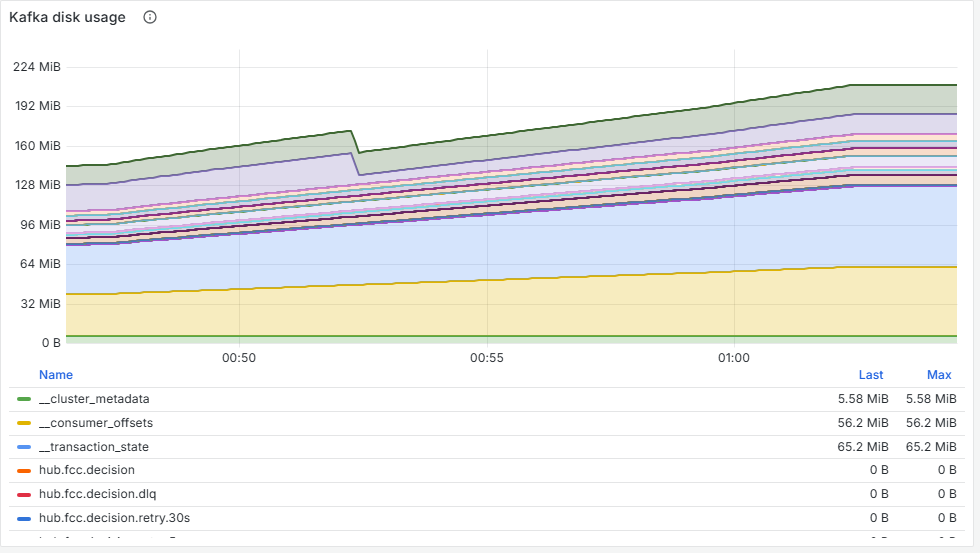 Kafka disk usage
224 MiB
192 MiB
160 MiB
128 MiB
96 MiB
64 MiB
32 MiB
0 B
00:50 00:55 01:00
Name Last Max
__cluster_metadata 5.58 MiB 5.58 MiB
__consumer_offsets 56.2 MiB 56.2 MiB
__transaction_state 65.2 MiB 65.2 MiB
hub.fcc.decision 0 B 0 B
hub.fcc.decision.dlq 0 B 0 B
hub.fcc.decision.retry.30s 0 B 0 B